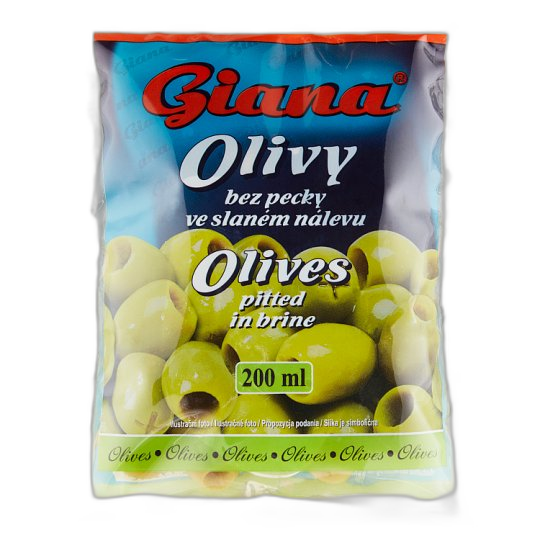 Giana®
Olivy
bez pecky
ve slaném nálevu
Olives
pitted
in brine
200 ml
Ilustrační foto / Ilustračné foto / Propozycja podania / Slika je simbolična
Olives • Olives • Olives • Olives • Olives • Olives